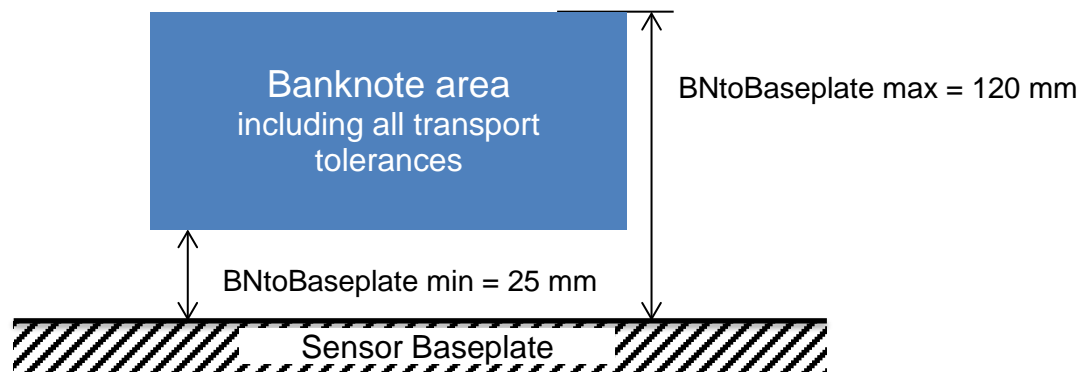 Banknote area
including all transport
tolerances
BNtoBaseplate max = 120 mm
BNtoBaseplate min = 25 mm
Sensor Baseplate